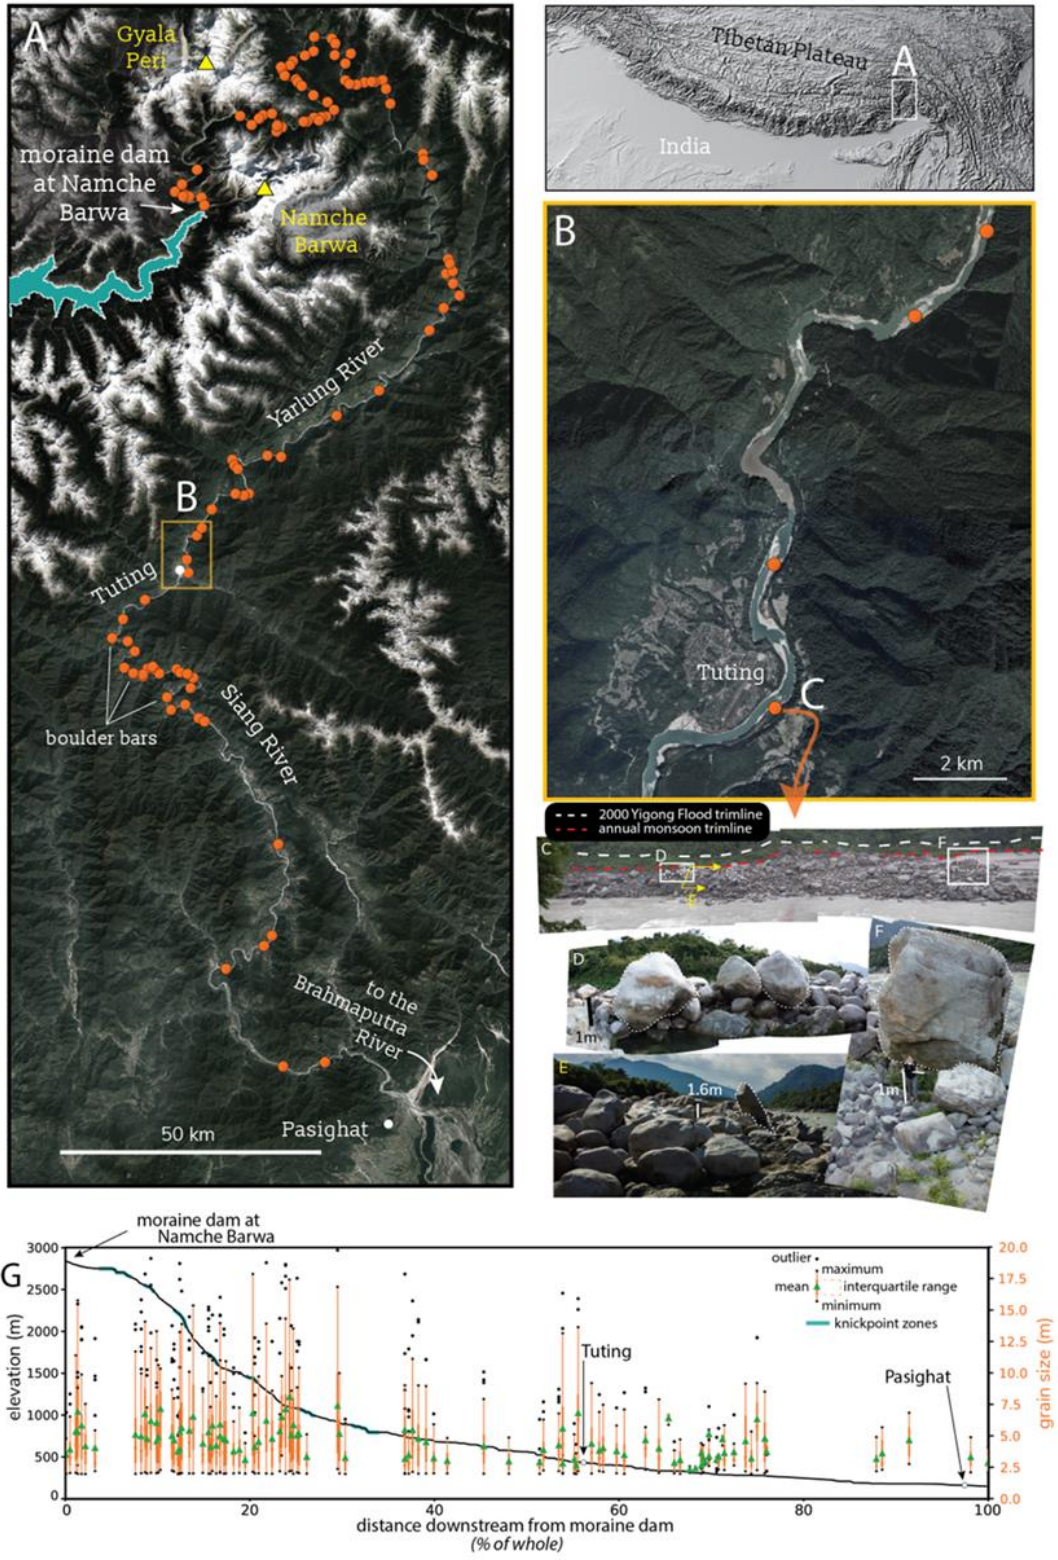 A
Gyala
Peri
moraine dam
at Namche
Barwa
Namche
Barwa
Yarlung River
B
Tuting
boulder bars
Siang River
to the
Brahmaputra
River
Pasighat
50 km
Tibetan Plateau
A
India
B
Tuting
C
2 km
2000 Yigong Flood trimline
annual monsoon trimline
C
D
E
F
D
1m
F
1m
E
1.6m
G
moraine dam at
Namche Barwa
3000
2500
2000
1500
1000
500
0
elevation (m)
20.0
17.5
15.0
12.5
10.0
7.5
5.0
2.5
0.0
grain size (m)
outlier
maximum
mean
interquartile range
minimum
knickpoint zones
Tuting
Pasighat
0 20 40 60 80 100
distance downstream from moraine dam
(% of whole)